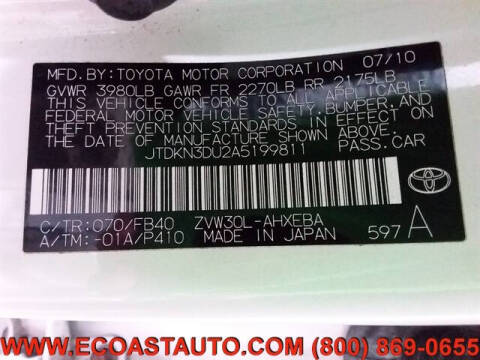 MFD. BY: TOYOTA MOTOR CORPORATION 07/10
GVWR 3980LB GAWR FR 2270LB RR 2175LB
THIS VEHICLE CONFORMS TO ALL APPLICABLE
FEDERAL MOTOR VEHICLE SAFETY, BUMPER, AND
THEFT PREVENTION STANDARDS IN EFFECT ON
THE DATE OF MANUFACTURE SHOWN ABOVE.
JTDKN3DU2A5199811 PASS. CAR
TOYOTA
C/TR: 070/FB40 ZVW30L-AHXEBA
A/TM: -01A/P410 MADE IN JAPAN 597 A
WWW.ECOASTAUTO.COM (800) 869-0655